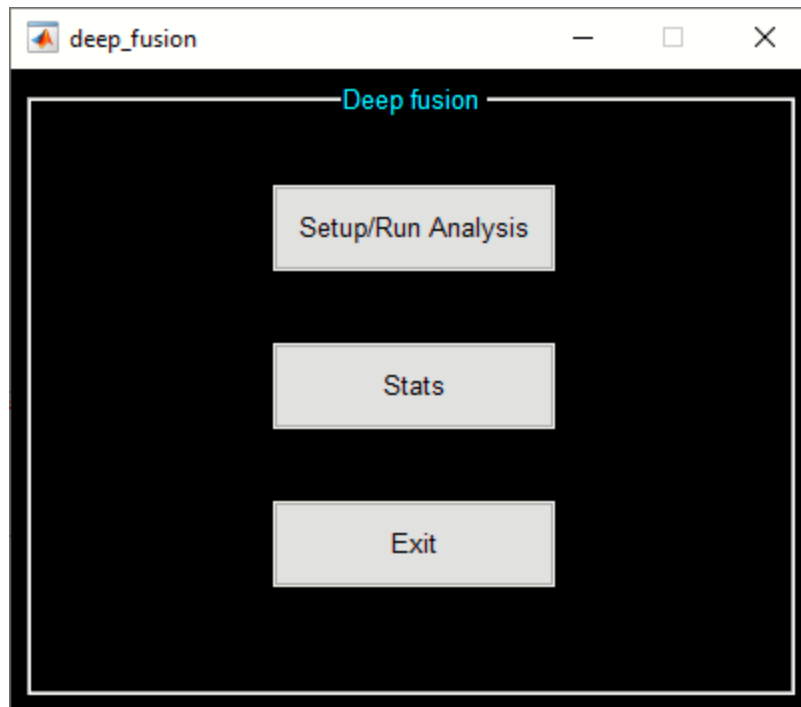 deep_fusion
Deep fusion
Setup/Run Analysis
Stats
Exit